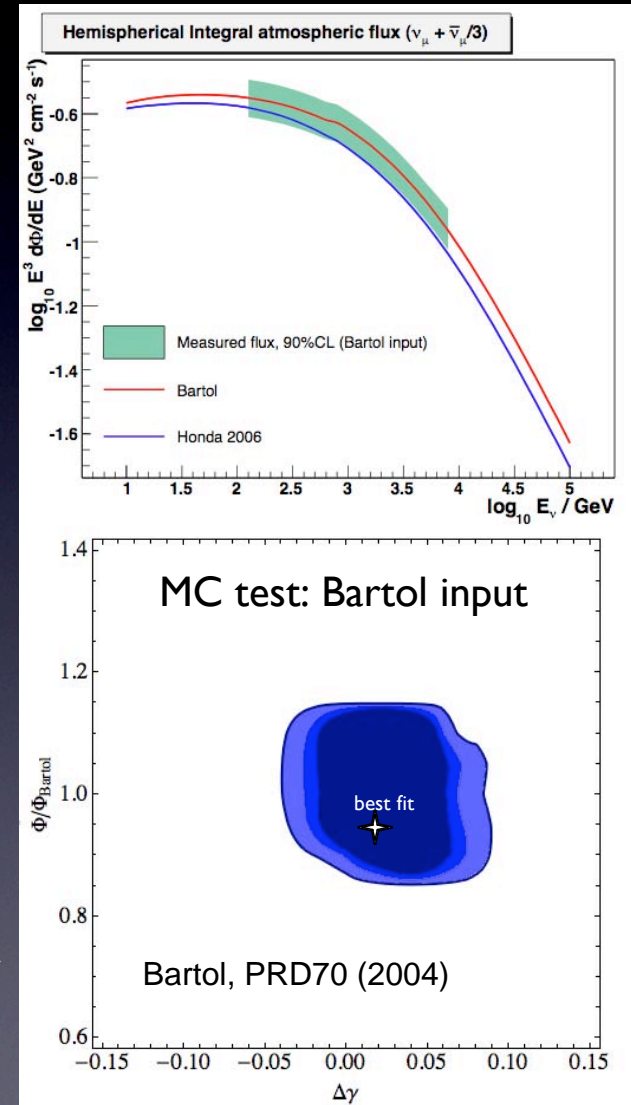 Hemispherical Integral atmospheric flux (ν_μ + ν̅_μ/3)
log₁₀ E³ dΦ/dE (GeV² cm⁻² s⁻¹)
-0.6
-0.8
-1
-1.2
-1.4
-1.6
Measured flux, 90%CL (Bartol input)
Bartol
Honda 2006
1 1.5 2 2.5 3 3.5 4 4.5 5
log₁₀ E_ν / GeV
MC test: Bartol input
Φ/Φ_Bartol
1.4
1.2
1.0
0.8
0.6
best fit
Bartol, PRD70 (2004)
−0.15 −0.10 −0.05 0.00 0.05 0.10 0.15
Δγ